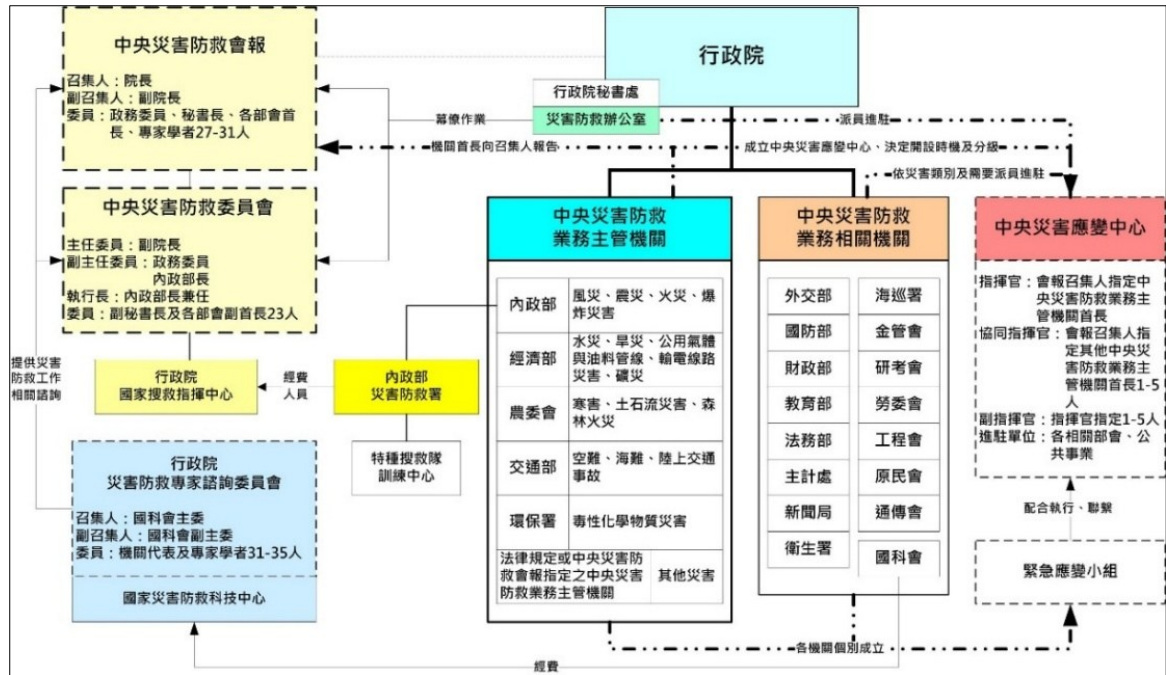 中央災害防救會報
召集人：院長
副召集人：副院長
委員：政務委員、秘書長、各部會首
長、專家學者27-31人
中央災害防救委員會
主任委員：副院長
副主任委員：政務委員
內政部長
執行長：內政部長兼任
委員：副秘書長及各部會副首長23人
行政院
國家搜救指揮中心
提供災害
防救工作
相關諮詢
行政院
災害防救專家諮詢委員會
召集人：國科會主委
副召集人：國科會副主委
委員：機關代表及專家學者31-35人
國家災害防救科技中心
行政院
行政院秘書處
災害防救辦公室
幕僚作業
派員進駐
機關首長向召集人報告
成立中央災害應變中心、決定開設時機及分級
依災害類別及需要派員進駐
經費
人員
內政部
災害防救署
特種搜救隊
訓練中心
中央災害防救
業務主管機關
內政部
風災、震災、火災、爆
炸災害
經濟部
水災、旱災、公用氣體
與油料管線、輸電線路
災害、礦災
農委會
寒害、土石流災害、森
林火災
交通部
空難、海難、陸上交通
事故
環保署
毒性化學物質災害
法律規定或中央災害防
救會報指定之中央災害
防救業務主管機關
其他災害
中央災害防救
業務相關機關
外交部
海巡署
國防部
金管會
財政部
研考會
教育部
勞委會
法務部
工程會
主計處
原民會
新聞局
通傳會
衛生署
國科會
中央災害應變中心
指揮官：會報召集人指定中
央災害防救業務主
管機關首長
協同指揮官：會報召集人指
定其他中央災
害防救業務主
管機關首長1-5
人
副指揮官：指揮官指定1-5人
進駐單位：各相關部會、公
共事業
配合執行、聯繫
緊急應變小組
各機關個別成立
經費